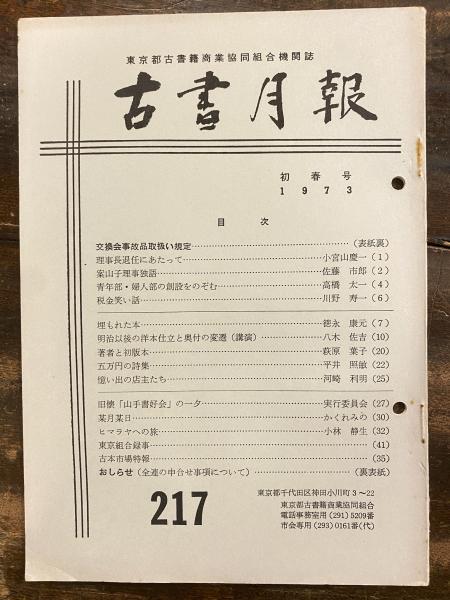 東京都古書籍商業協同組合機関誌
古書月報
初春号
1973
目次
交換会事故品取扱い規定……(表紙裏)
理事長退任にあたって……小宮山慶一(1)
案山子理事独語……佐藤 市郎(2)
青年部・婦人部の創設をのぞむ……高橋 太一(4)
税金笑い話……川野 寿一(6)
埋もれた本……徳永 康元(7)
明治以後の洋本仕立と奥付の変遷(講演)……八木 佐吉(10)
著者と初版本……萩原 葉子(20)
五万円の詩集……平井 照敏(22)
憶い出の店主たち……河崎 利明(25)
旧懐「山手書好会」の一夕……実行委員会(27)
某月某日……かくれみの(30)
ヒマラヤへの旅……小林 静生(32)
東京組合録事……(41)
古本市場特報……(35)
おしらせ(全連の申合せ事項について)……(裏表紙)
217
東京都千代田区神田小川町3〜22
東京都古書籍商業協同組合
電話事務室用(291)5209番
市会専用(293)0161番(代)